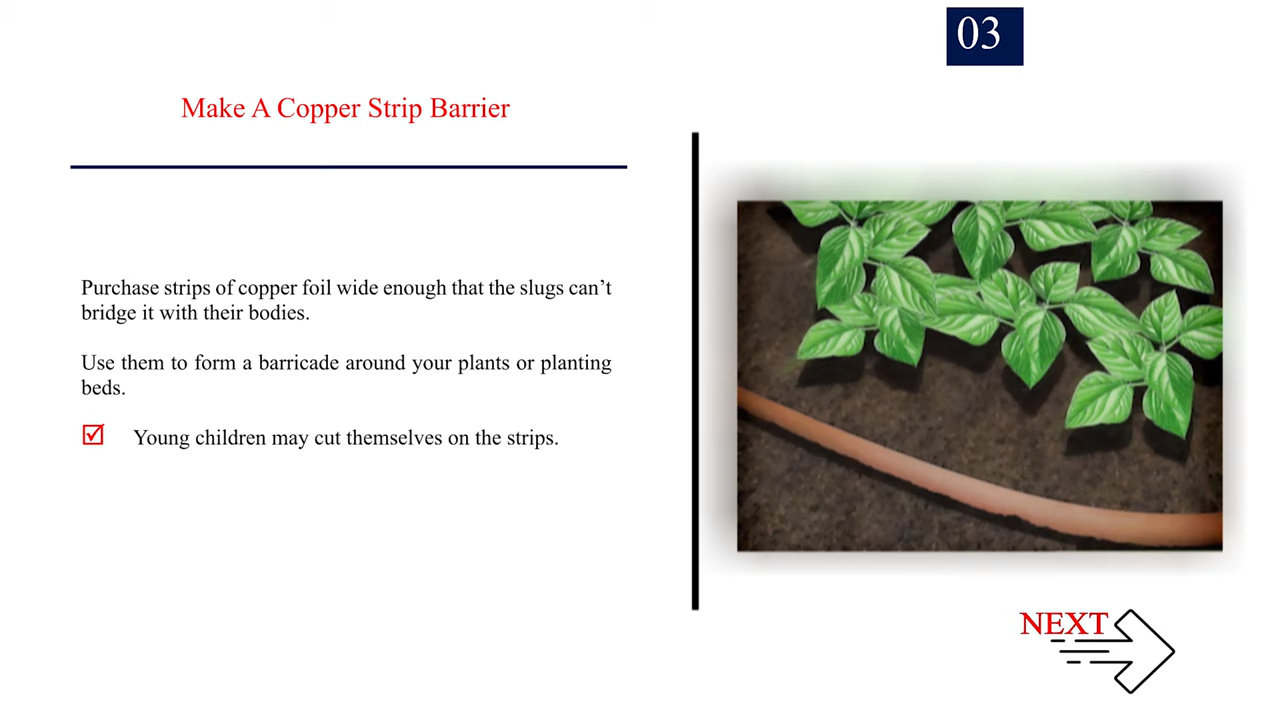 03
Make A Copper Strip Barrier
Purchase strips of copper foil wide enough that the slugs can’t
bridge it with their bodies.
Use them to form a barricade around your plants or planting
beds.
☑ Young children may cut themselves on the strips.
NEXT